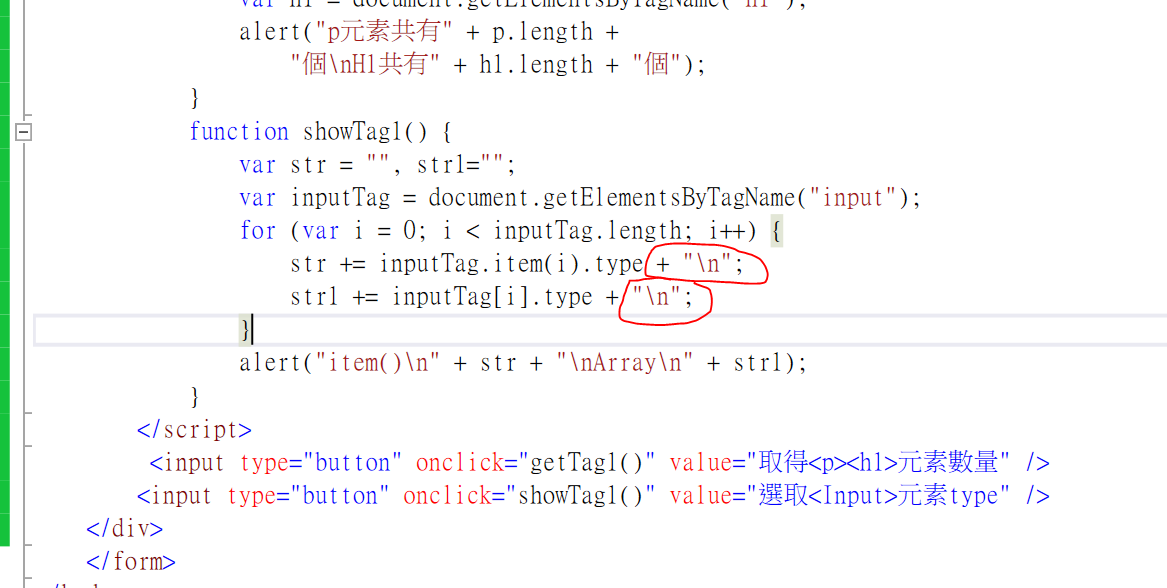 var h1 = document.getElementsByTagName("h1");
alert("p元素共有" + p.length +
"個\nH1共有" + h1.length + "個");
}
function showTag1() {
var str = "", str1="";
var inputTag = document.getElementsByTagName("input");
for (var i = 0; i < inputTag.length; i++) {
str += inputTag.item(i).type + "\n";
str1 += inputTag[i].type + "\n";
}
alert("item()\n" + str + "\nArray\n" + str1);
}
</script>
<input type="button" onclick="getTag1()" value="取得<p><h1>元素數量" />
<input type="button" onclick="showTag1()" value="選取<Input>元素type" />
</div>
</form>